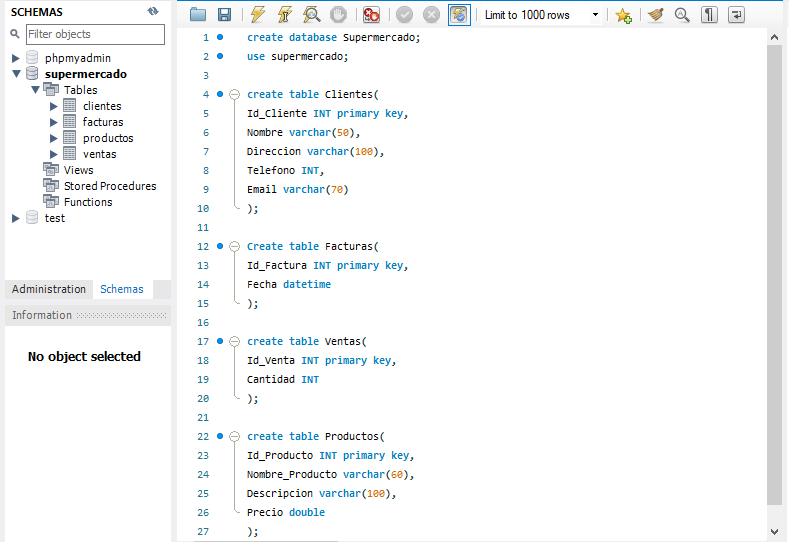 SCHEMAS
Filter objects
phpmyadmin
supermercado
Tables
clientes
facturas
productos
ventas
Views
Stored Procedures
Functions
test
Administration Schemas
Information
No object selected
Limit to 1000 rows
1 create database Supermercado;
2 use supermercado;
3
4 create table Clientes(
5 Id_Cliente INT primary key,
6 Nombre varchar(50),
7 Direccion varchar(100),
8 Telefono INT,
9 Email varchar(70)
10 );
11
12 Create table Facturas(
13 Id_Factura INT primary key,
14 Fecha datetime
15 );
16
17 create table Ventas(
18 Id_Venta INT primary key,
19 Cantidad INT
20 );
21
22 create table Productos(
23 Id_Producto INT primary key,
24 Nombre_Producto varchar(60),
25 Descripcion varchar(100),
26 Precio double
27 );